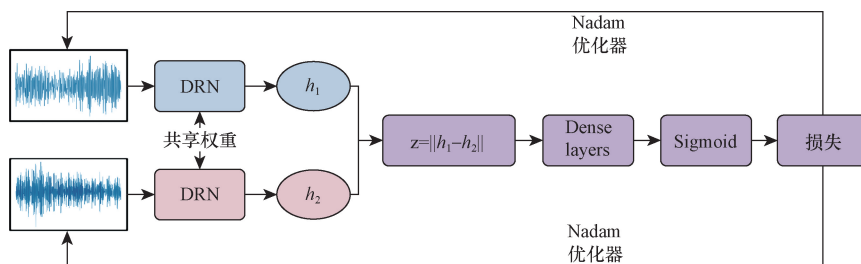 Nadam
优化器
DRN
h₁
共享权重
z=||h₁−h₂||
Dense
layers
Sigmoid
损失
DRN
h₂
Nadam
优化器